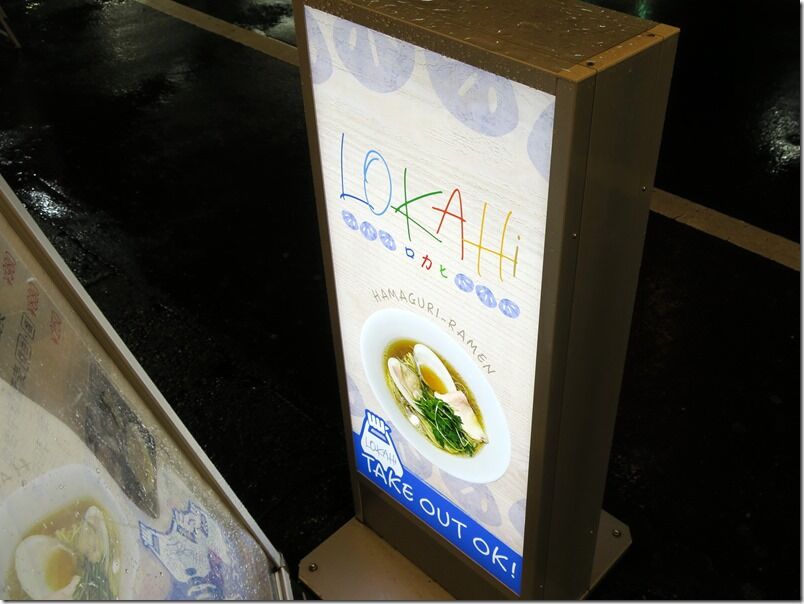 LOKAHi
ロカヒ
HAMAGURI-RAMEN
LOKAHi
TAKE OUT OK!